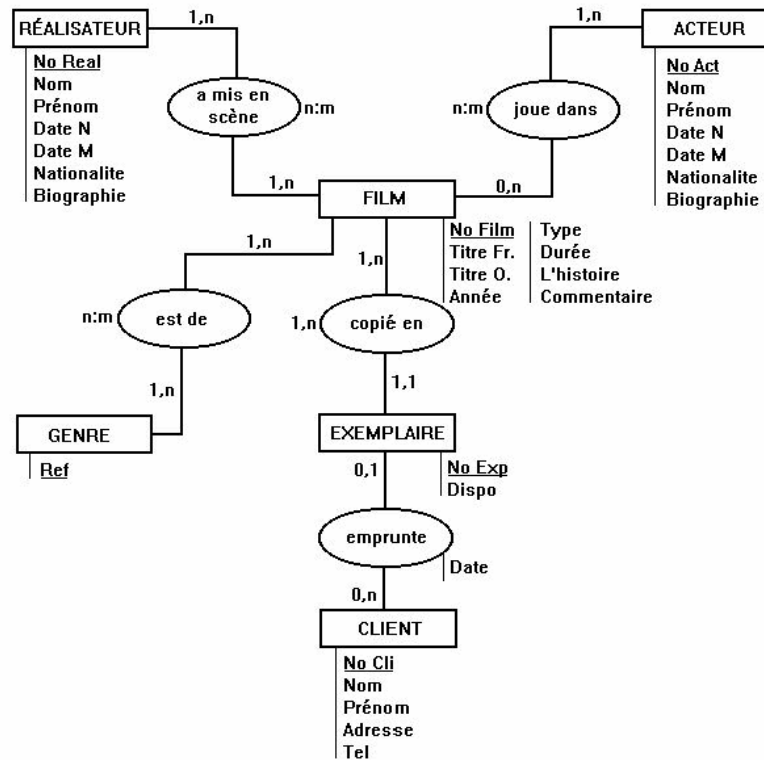 RÉALISATEUR
1,n
No Real
Nom
Prénom
Date N
Date M
Nationalite
Biographie
a mis en
scène
n:m
1,n
1,n
ACTEUR
No Act
Nom
Prénom
Date N
Date M
Nationalite
Biographie
n:m
joue dans
0,n
FILM
No Film
Titre Fr.
Titre O.
Année
Type
Durée
L'histoire
Commentaire
1,n
n:m
est de
1,n
GENRE
Ref
1,n
1,n
copié en
1,1
EXEMPLAIRE
No Exp
Dispo
0,1
emprunte
Date
0,n
CLIENT
No Cli
Nom
Prénom
Adresse
Tel